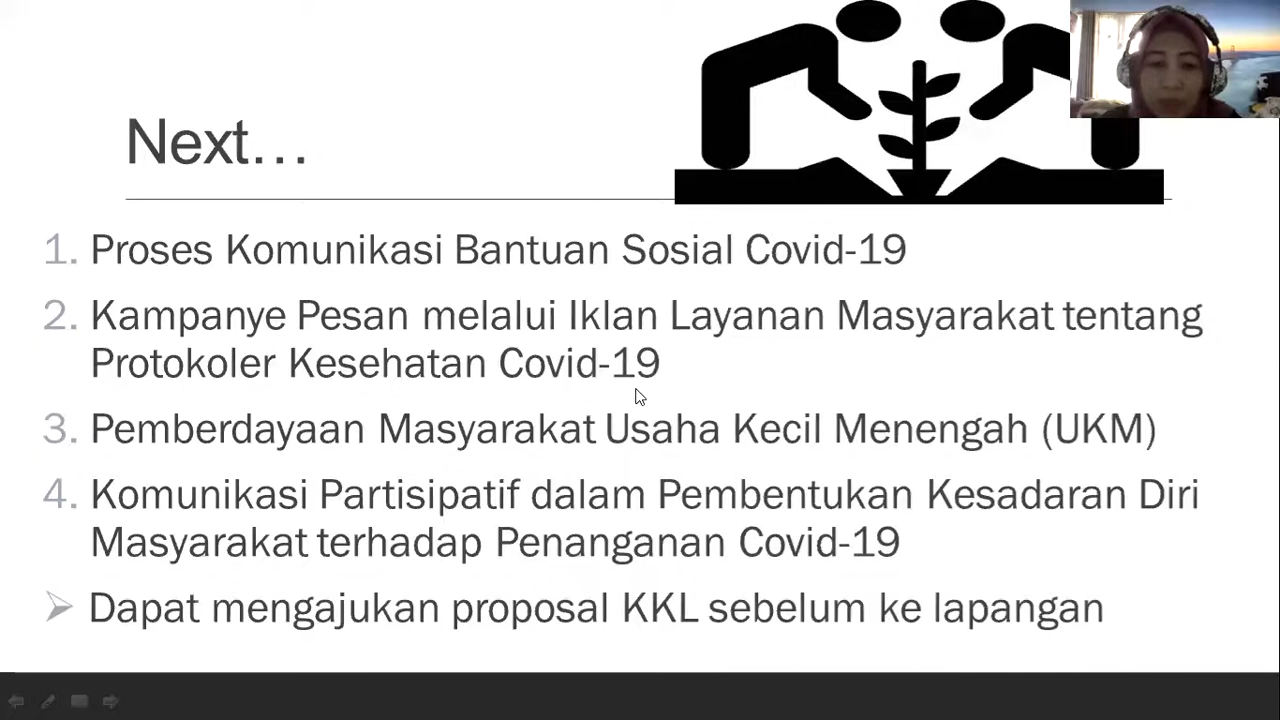 Next…
1. Proses Komunikasi Bantuan Sosial Covid-19
2. Kampanye Pesan melalui Iklan Layanan Masyarakat tentang
Protokoler Kesehatan Covid-19
3. Pemberdayaan Masyarakat Usaha Kecil Menengah (UKM)
4. Komunikasi Partisipatif dalam Pembentukan Kesadaran Diri
Masyarakat terhadap Penanganan Covid-19
➢ Dapat mengajukan proposal KKL sebelum ke lapangan